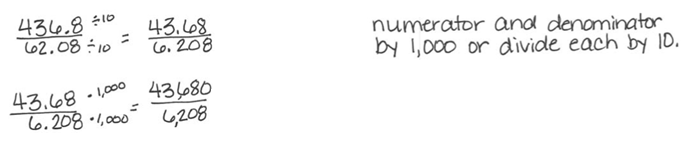 436.8 ÷10 / 62.08 ÷10 = 43.68 / 6.208
numerator and denominator
by 1,000 or divide each by 10.
43.68 · 1,000 / 6.208 · 1,000 = 43,680 / 6,208